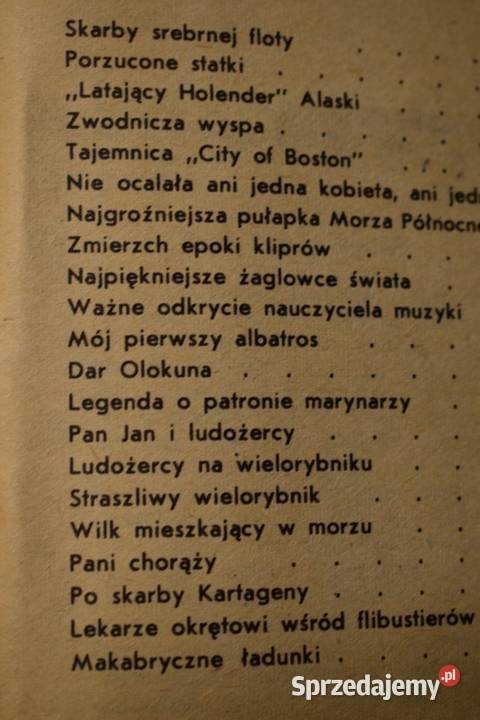 Skarby srebrnej floty . . . .
Porzucone statki . . . . .
„Latający Holender" Alaski . .
Zwodnicza wyspa . . . . .
Tajemnica „City of Boston" . . .
Nie ocalała ani jedna kobieta, ani
Najgroźniejsza pułapka Morza
Zmierzch epoki kliprów . . .
Najpiękniejsze żaglowce świata .
Ważne odkrycie nauczyciela muzyki
Mój pierwszy albatros . . .
Dar Olokuna . . . . . .
Legenda o patronie marynarzy .
Pan Jan i ludożercy . . . .
Ludożercy na wielorybniku . .
Straszliwy wielorybnik . . .
Wilk mieszkający w morzu . .
Pani chorąży . . . . .
Po skarby Kartageny . . . .
Lekarze okrętowi wśród flibustierów
Makabryczne ładunki . . . .
Sprzedajemy.pl